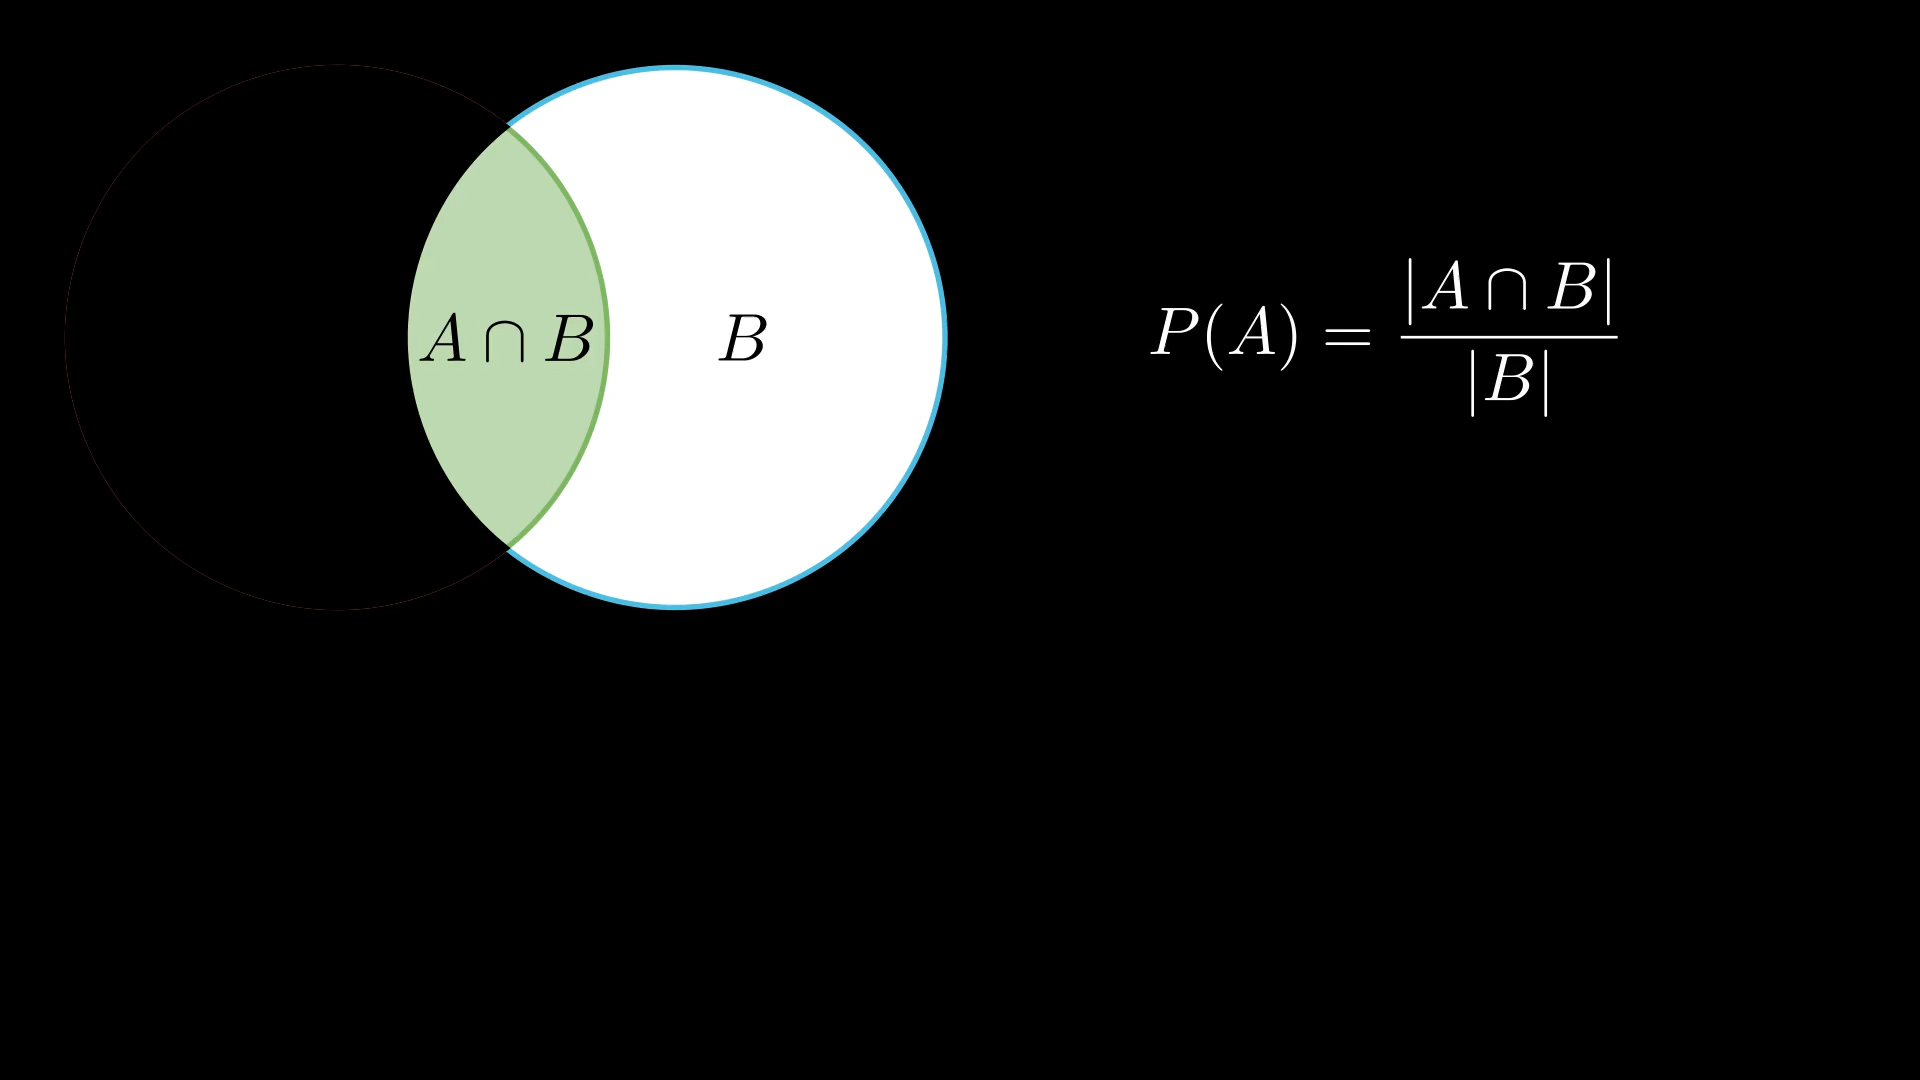 A ∩ B
B
P(A) = |A ∩ B| / |B|